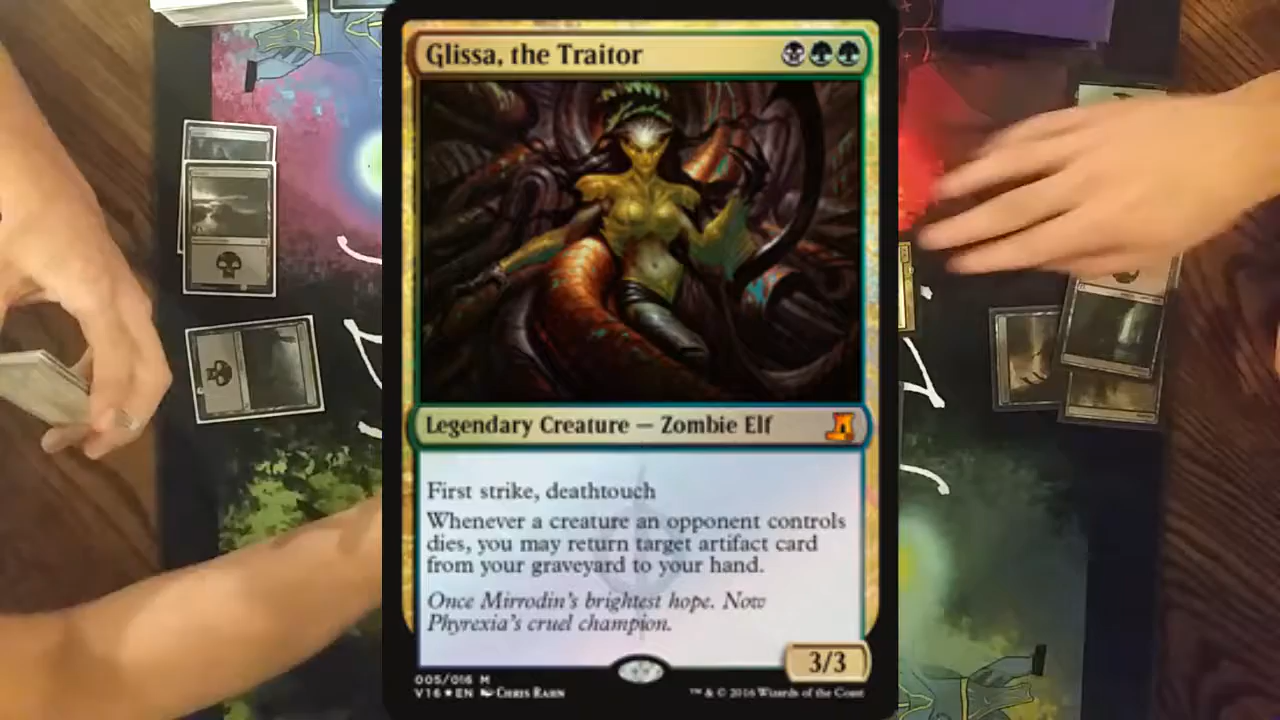 Glissa, the Traitor
Legendary Creature — Zombie Elf
First strike, deathtouch
Whenever a creature an opponent controls
dies, you may return target artifact card
from your graveyard to your hand.
Once Mirrodin's brightest hope. Now
Phyrexia's cruel champion.
3/3
005/016 M
V16 ★ EN Chris Rahn
™ & © 2016 Wizards of the Coast